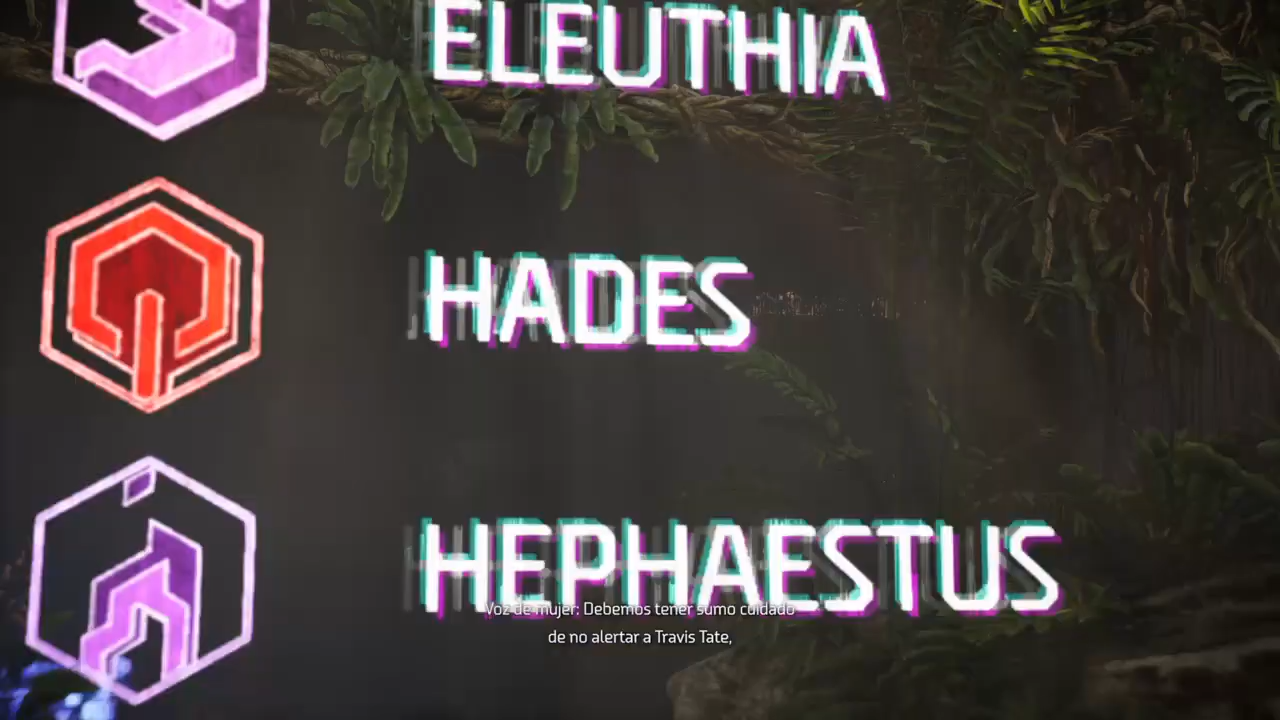 ELEUTHIA
HADES
HEPHAESTUS
Voz de mujer: Debemos tener sumo cuidado
de no alertar a Travis Tate,